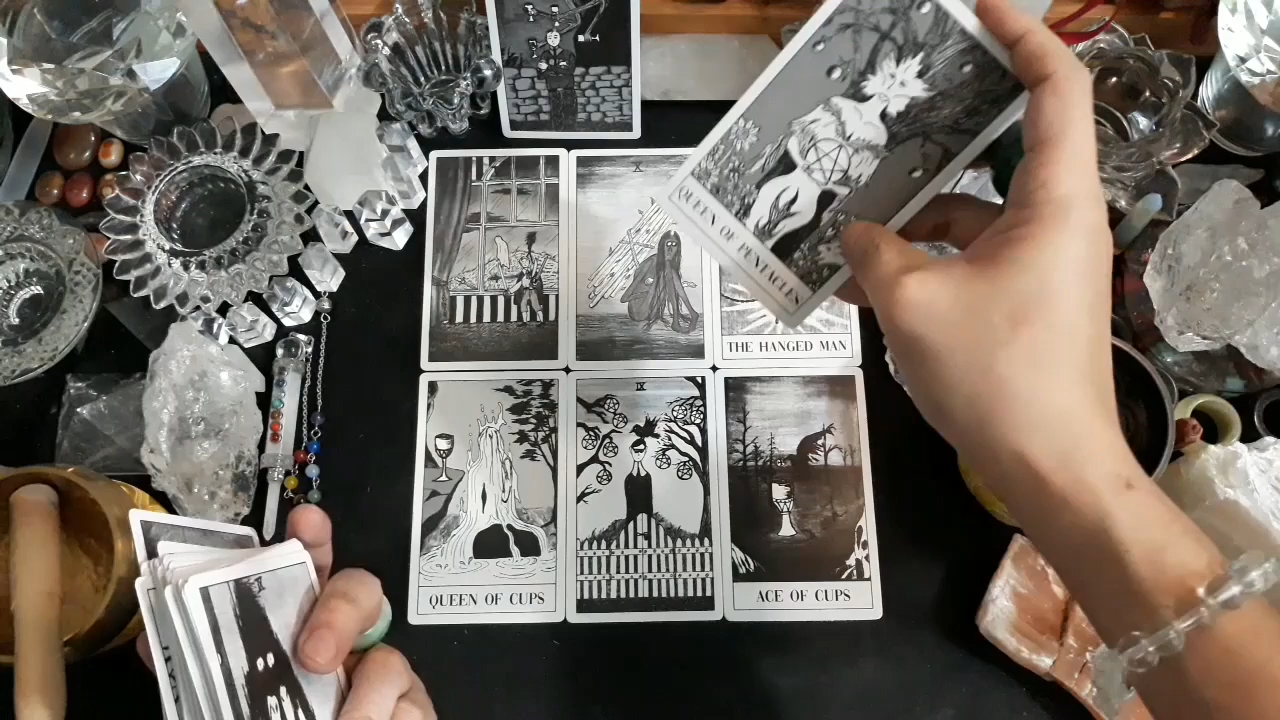 X
QUEEN OF PENTACLES
THE HANGED MAN
QUEEN OF CUPS
IX
ACE OF CUPS